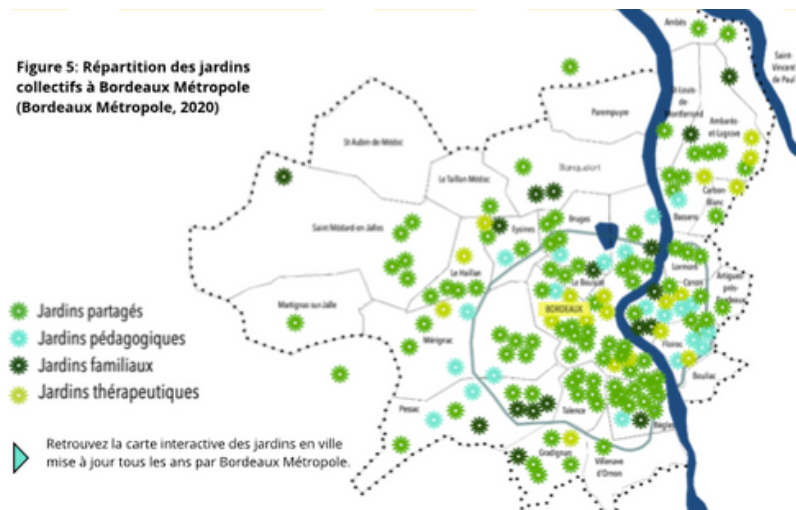 Figure 5: Répartition des jardins
collectifs à Bordeaux Métropole
(Bordeaux Métropole, 2020)
Ambès
Saint-
Vincent
de Paul
St-Louis
de-
Montferrand
Ambarès-
et-Lagrave
Parempuyre
St Aubin de Médoc
Blanquefort
Le Taillan Médoc
Carbon-
Blanc
Bassens
Saint Médard en Jalles
Eysines
Bruges
Le Haillan
Lormont
Cenon
Artigues-
près-
Bordeaux
Le Bouscat
Martignas sur Jalle
BORDEAUX
Mérignac
Floirac
Bouliac
Pessac
Talence
Bègles
Gradignan
Villenave
d'Ornon
Jardins partagés
Jardins pédagogiques
Jardins familiaux
Jardins thérapeutiques
Retrouvez la carte interactive des jardins en ville
mise à jour tous les ans par Bordeaux Métropole.